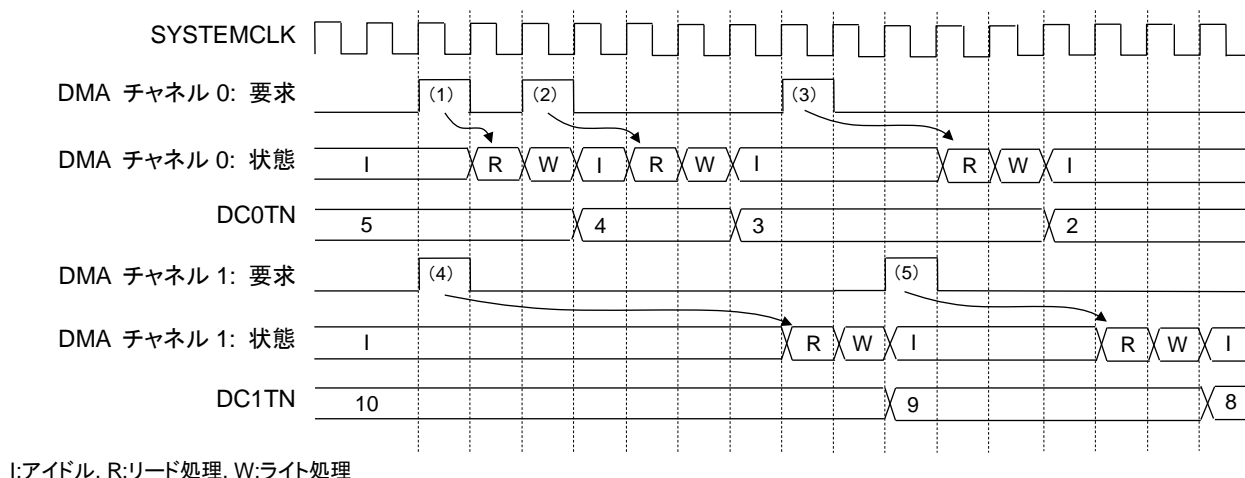 SYSTEMCLK
DMA チャネル 0: 要求 (1) (2) (3)
DMA チャネル 0: 状態 I R W I R W I R W I
DC0TN 5 4 3 2
DMA チャネル 1: 要求 (4) (5)
DMA チャネル 1: 状態 I R W I R W I
DC1TN 10 9 8
I:アイドル, R:リード処理, W:ライト処理